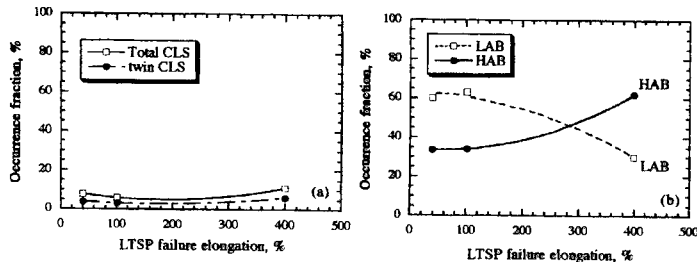 100
80
60
40
20
0
Occurrence fraction, %
Total CLS
twin CLS
(a)
0 100 200 300 400 500
LTSP failure elongation, %
100
80
60
40
20
0
Occurrence fraction, %
LAB
HAB
HAB
LAB
(b)
0 100 200 300 400 500
LTSP failure elongation, %